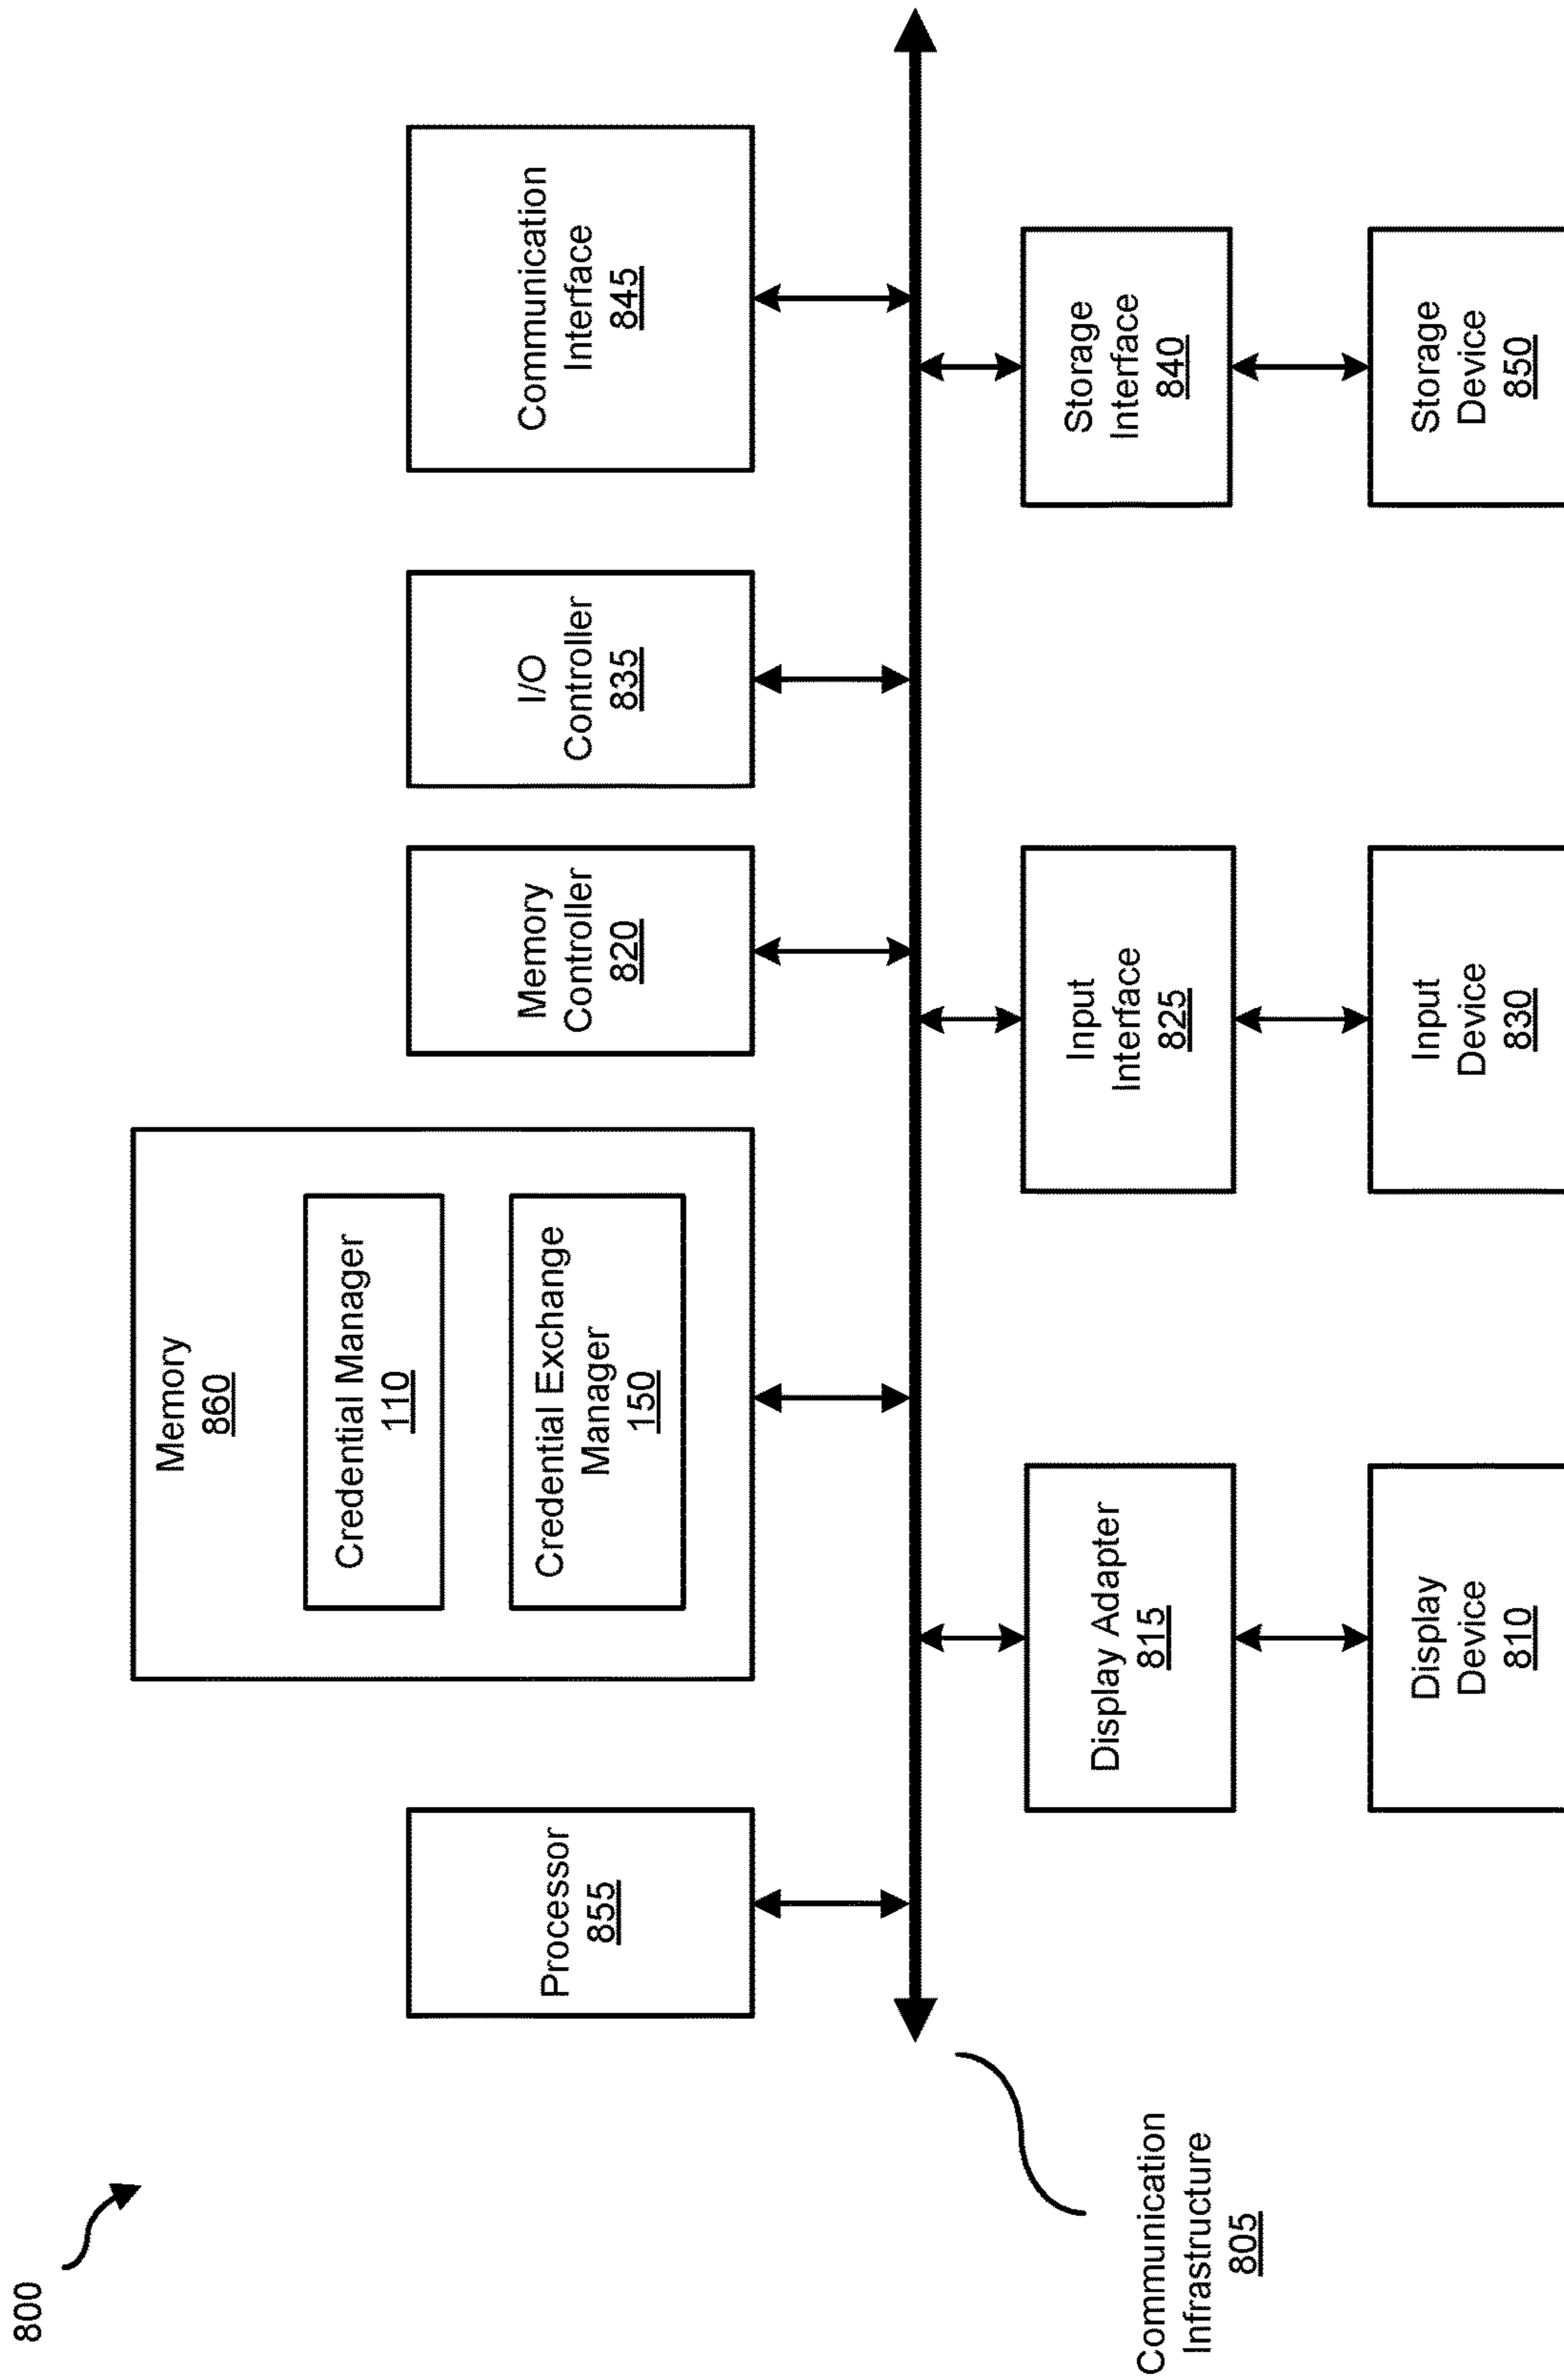 800
Processor
855
Memory
860
Credential Manager
110
Credential Exchange
Manager
150
Memory
Controller
820
I/O
Controller
835
Communication
Interface
845
Communication
Infrastructure
805
Display Adapter
815
Input
Interface
825
Storage
Interface
840
Display
Device
810
Input
Device
830
Storage
Device
850